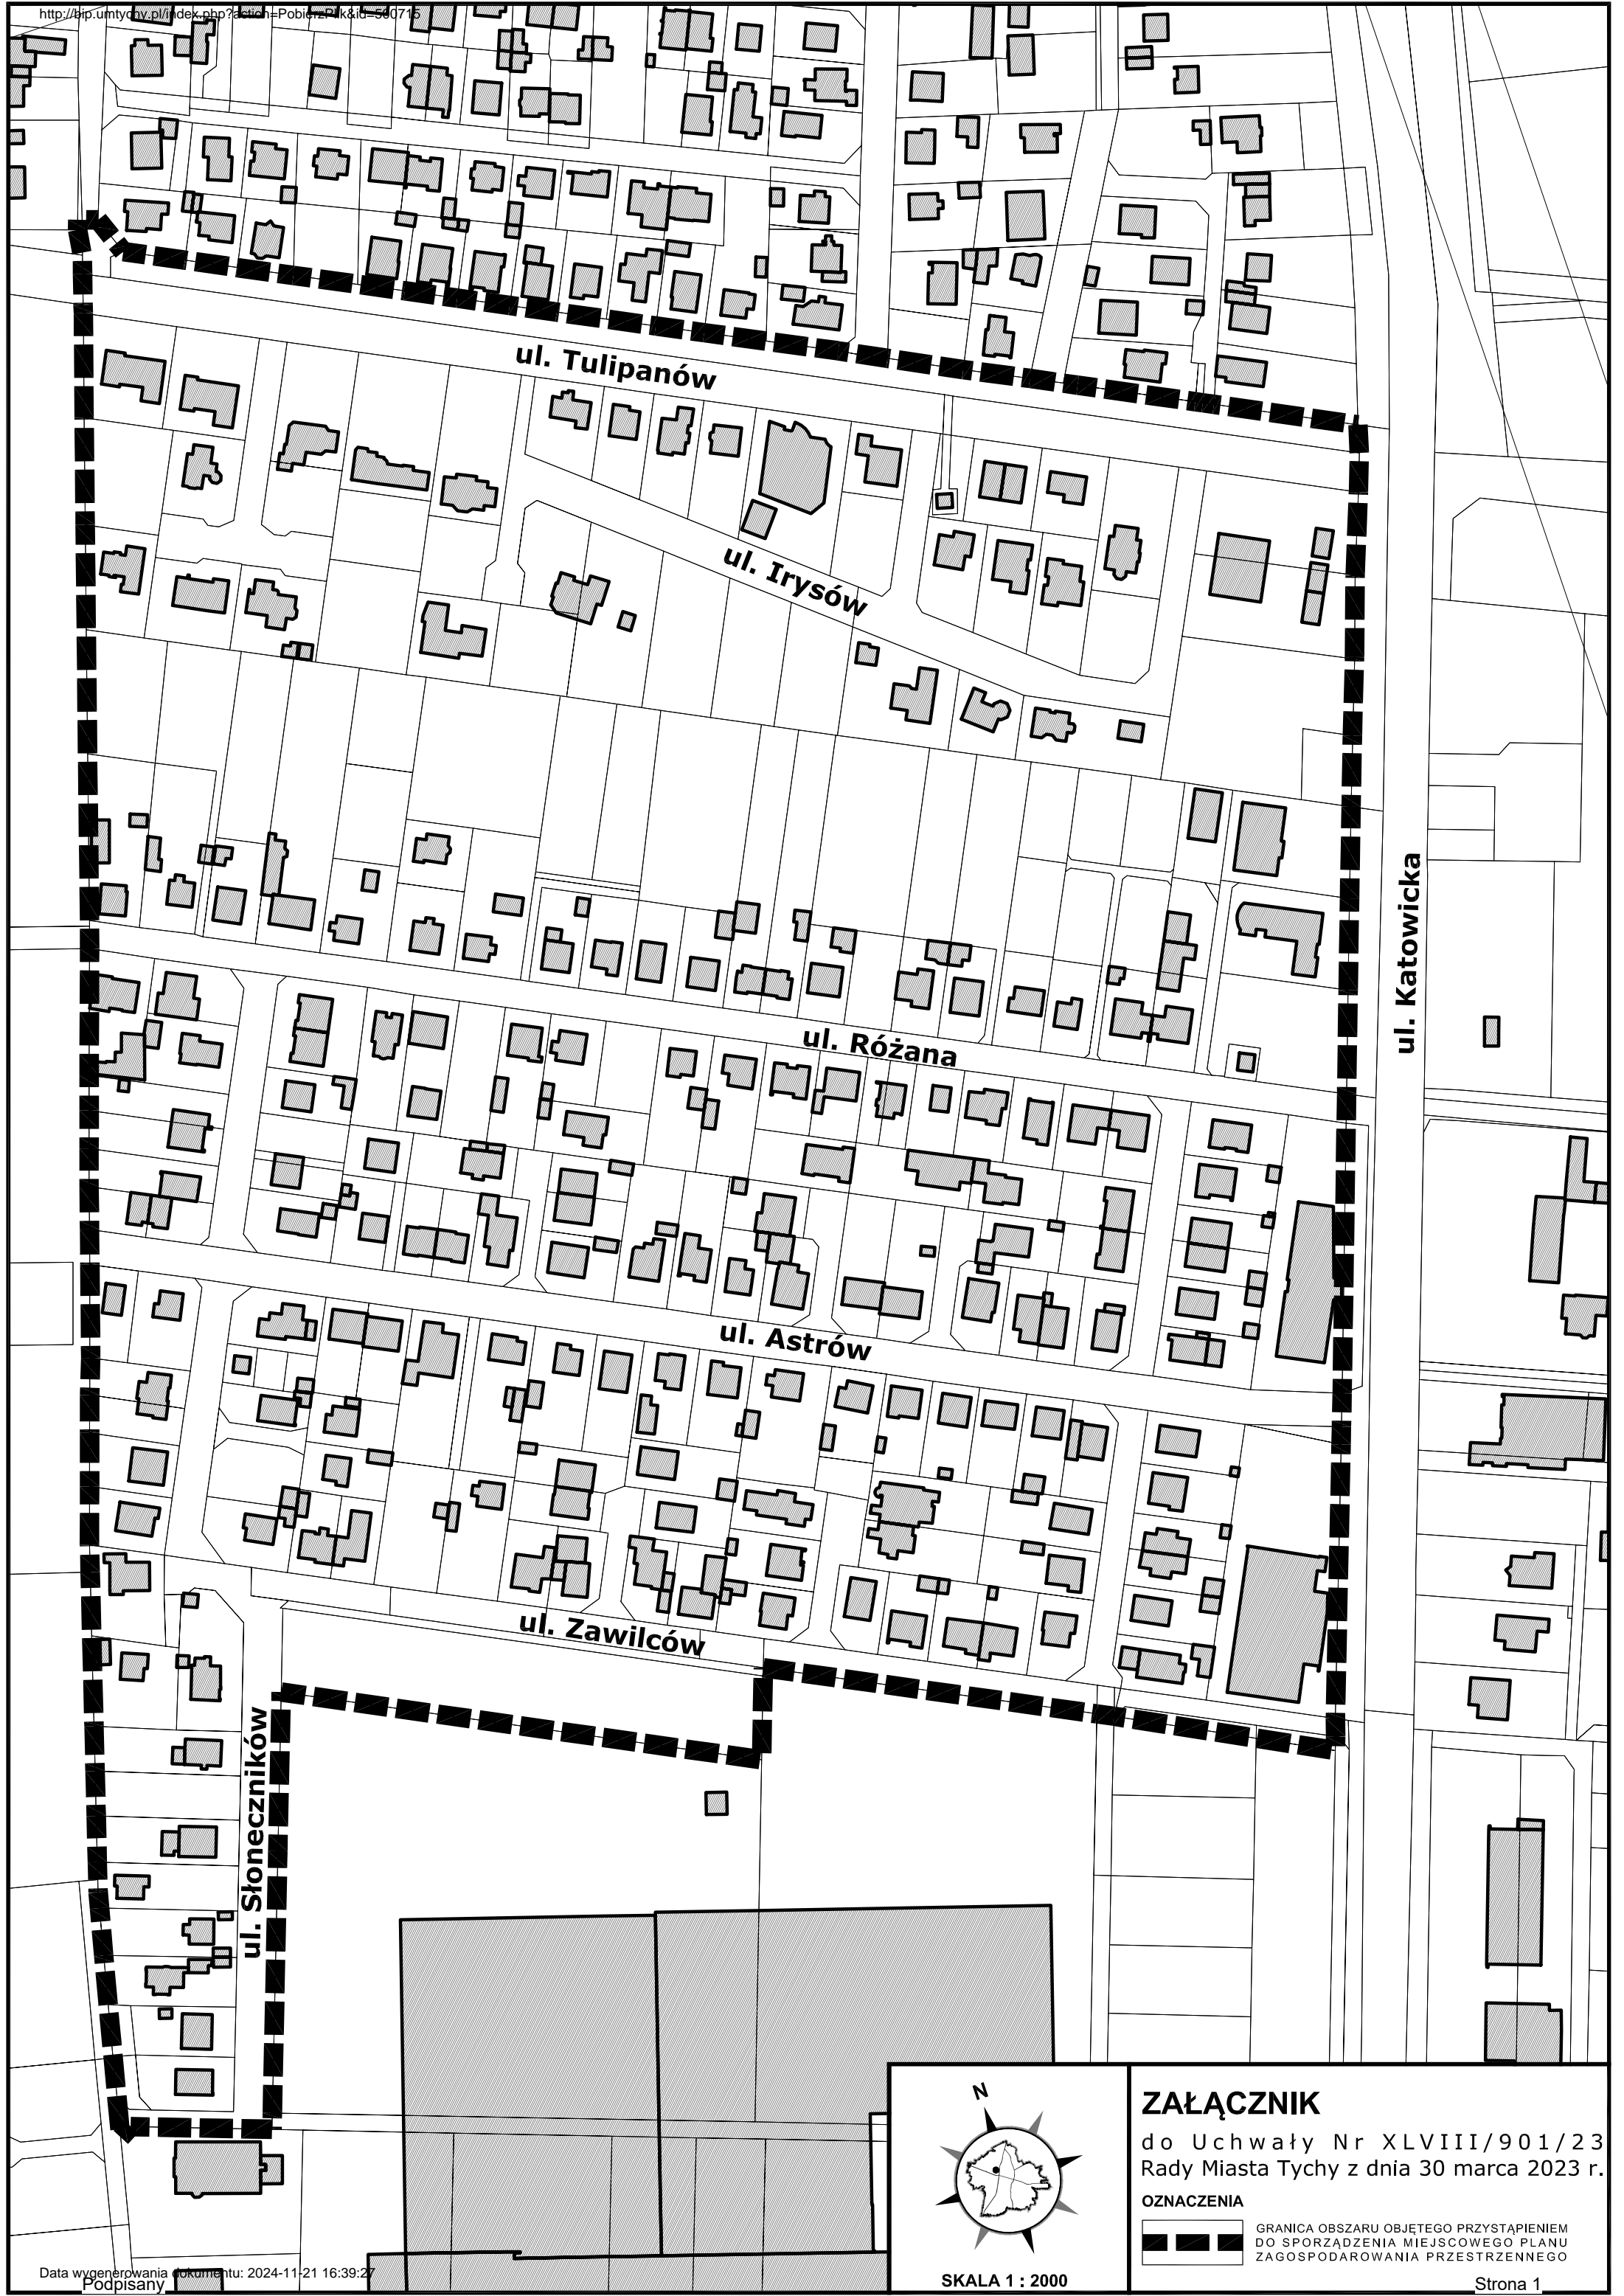 http://bip.umtychy.pl/index.php?action=PobierzPlik&id=560715
ul. Tulipanów
ul. Irysów
ul. Katowicka
ul. Różana
ul. Astrów
ul. Zawilców
ul. Słoneczników
N
SKALA 1 : 2000
ZAŁĄCZNIK
do Uchwały Nr XLVIII/901/23
Rady Miasta Tychy z dnia 30 marca 2023 r.
OZNACZENIA
GRANICA OBSZARU OBJĘTEGO PRZYSTĄPIENIEM
DO SPORZĄDZENIA MIEJSCOWEGO PLANU
ZAGOSPODAROWANIA PRZESTRZENNEGO
Data wygenerowania dokumentu: 2024-11-21 16:39:27
Podpisany
Strona 1